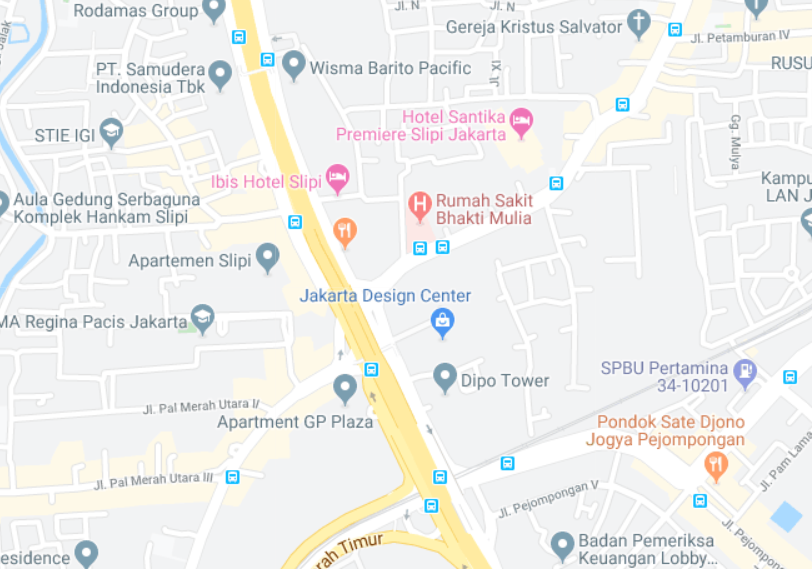 Rodamas Group
Jl. N
Gereja Kristus Salvator
Jl. Petamburan IV
PT. Samudera
Indonesia Tbk
Wisma Barito Pacific
Jl. IX
RUSU
STIE IGI
Hotel Santika
Premiere Slipi Jakarta
Gg. Mulya
Ibis Hotel Slipi
Kampu
LAN J
Aula Gedung Serbaguna
Komplek Hankam Slipi
Rumah Sakit
Bhakti Mulia
Apartemen Slipi
Jakarta Design Center
MA Regina Pacis Jakarta
SPBU Pertamina
34-10201
Dipo Tower
Jl. Pal Merah Utara II
Apartment GP Plaza
Pondok Sate Djono
Jogya Pejompongan
Jl. Pam Lama
Jl. Pal Merah Utara III
Jl. Pejompongan V
Jl. Pejompong
rah Timur
Badan Pemeriksa
Keuangan Lobby...
esidence